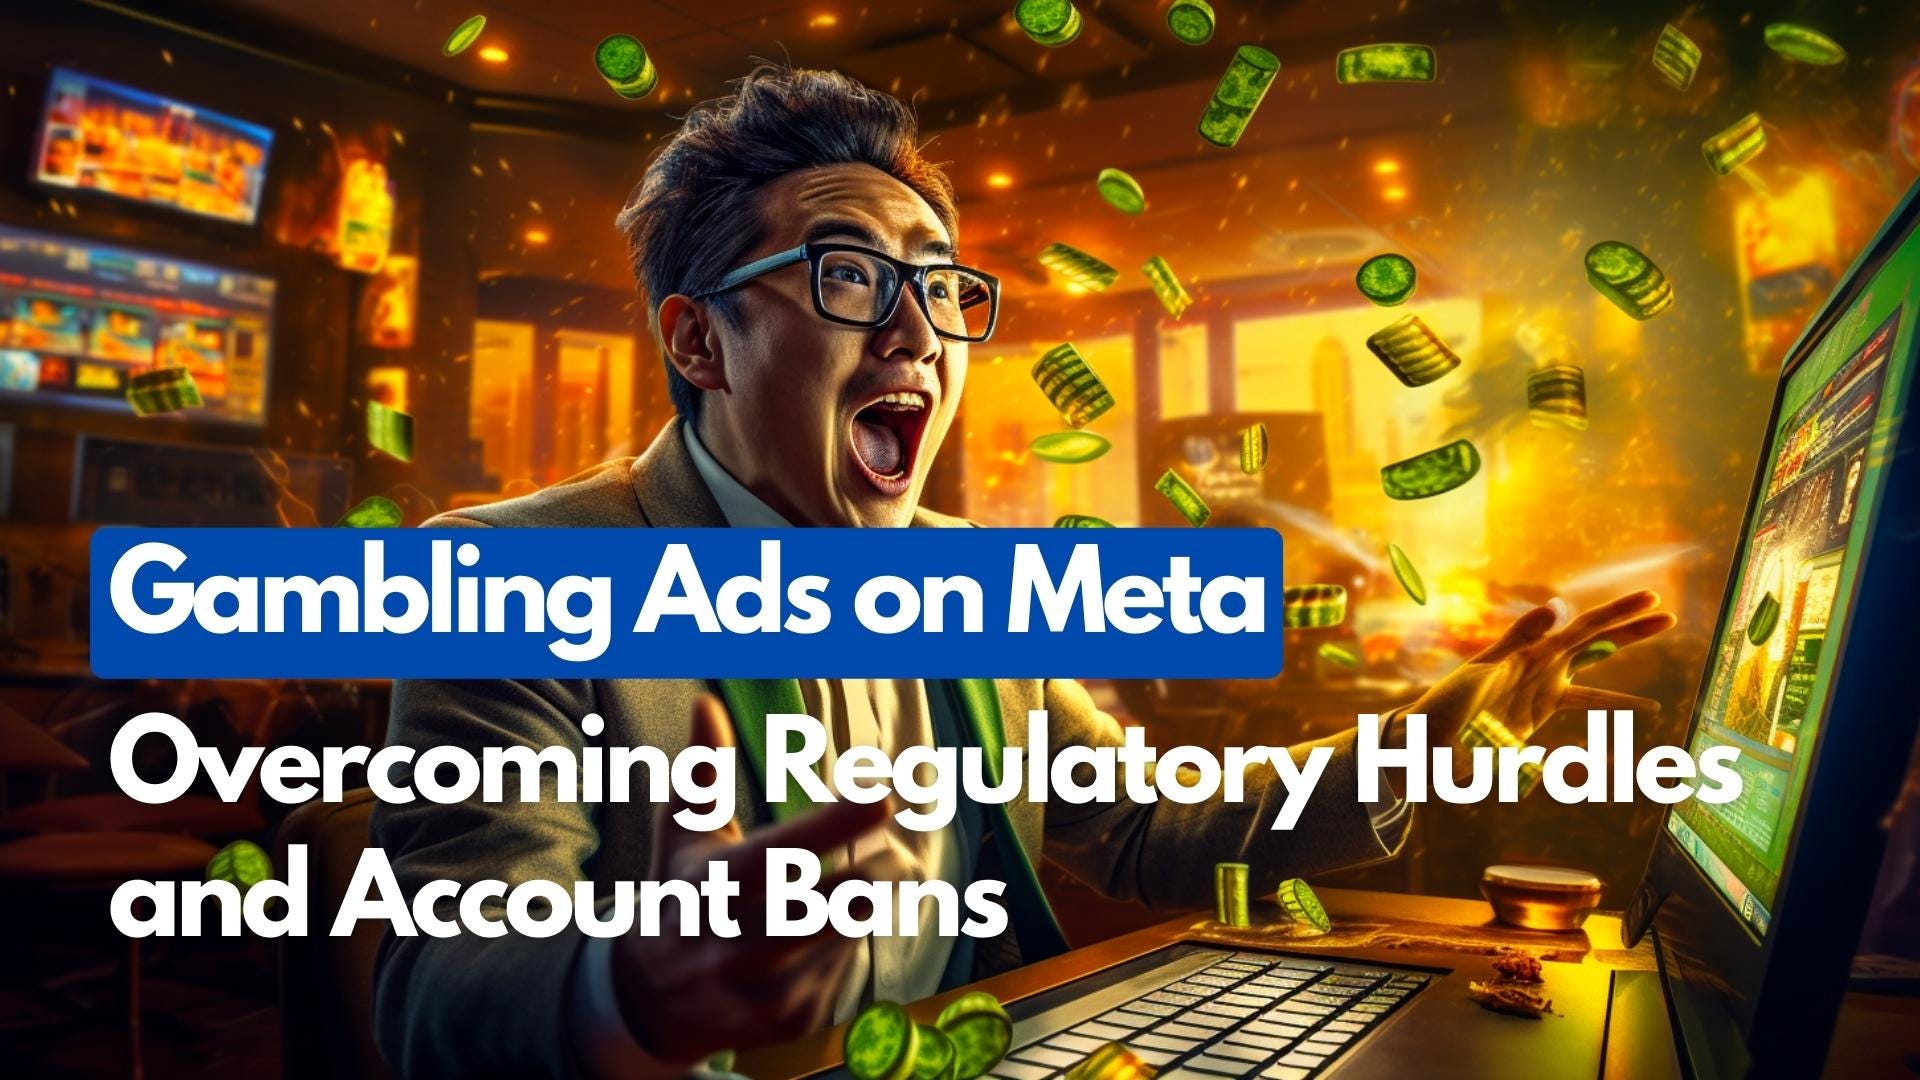 Gambling Ads on Meta
Overcoming Regulatory Hurdles
and Account Bans